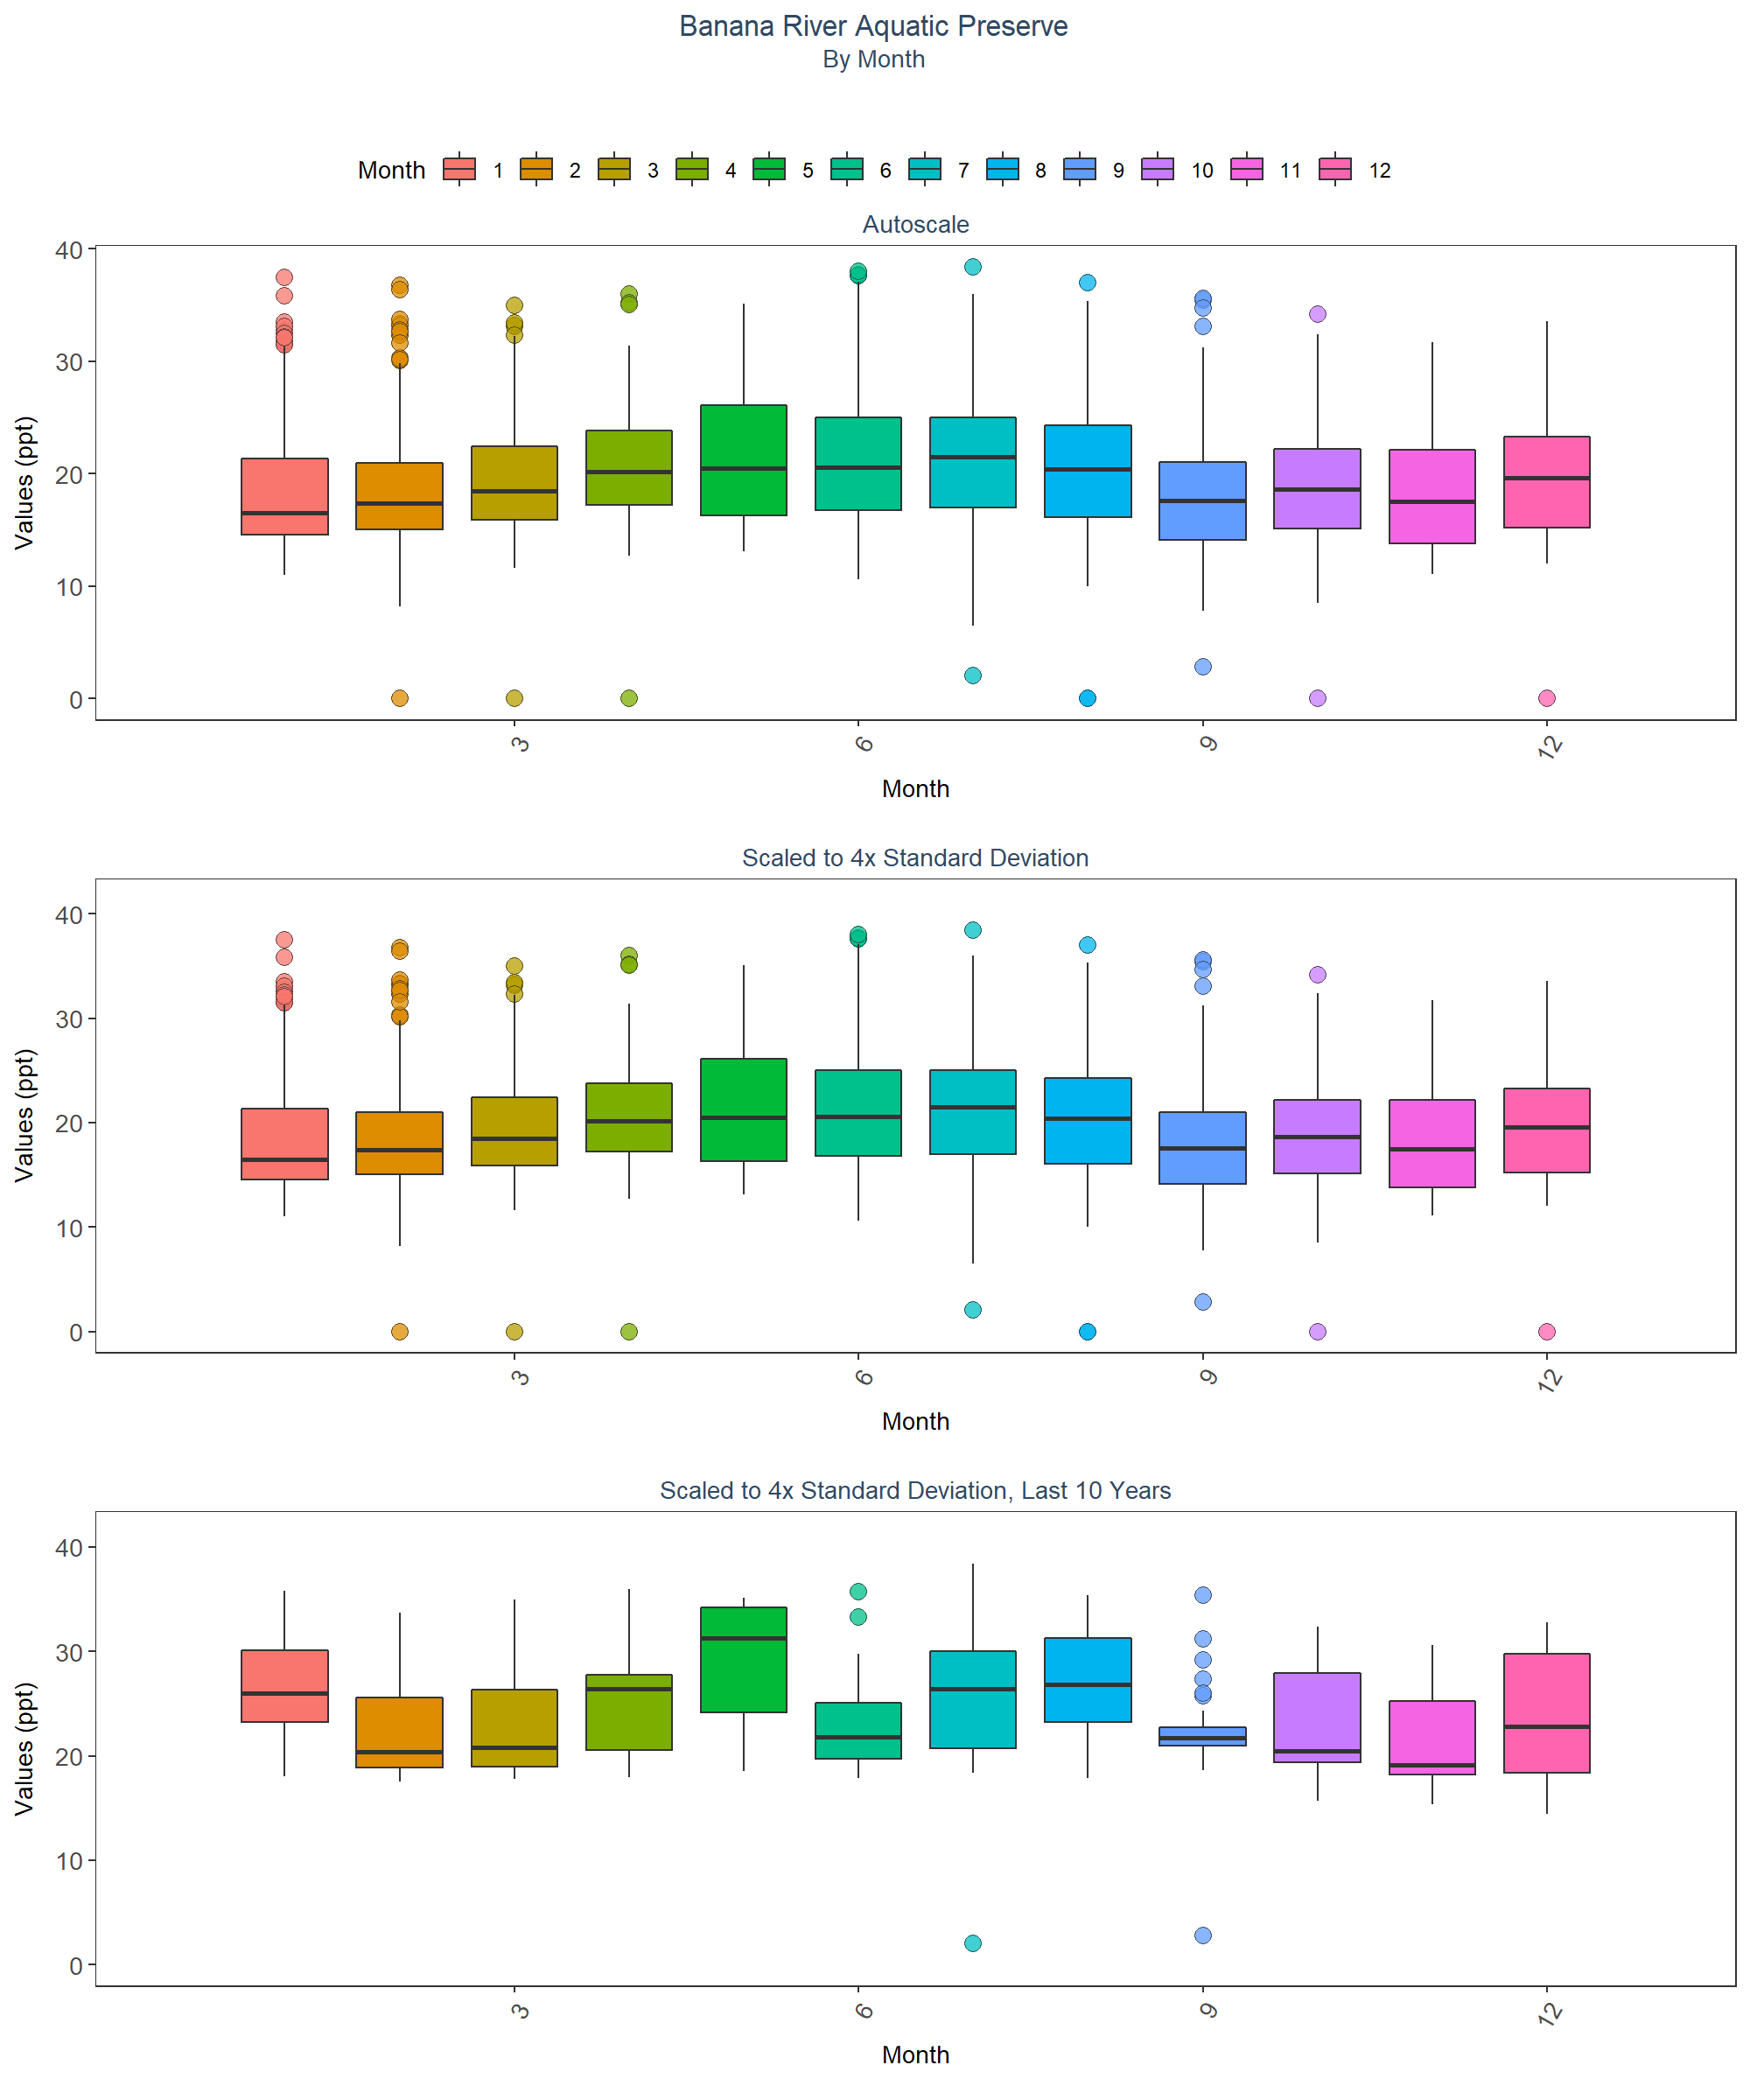 Banana River Aquatic Preserve
By Month
Month 1 2 3 4 5 6 7 8 9 10 11 12
Autoscale
40
30
20
10
0
Values (ppt)
3 6 9 12
Month
Scaled to 4x Standard Deviation
40
30
20
10
0
Values (ppt)
3 6 9 12
Month
Scaled to 4x Standard Deviation, Last 10 Years
40
30
20
10
0
Values (ppt)
3 6 9 12
Month